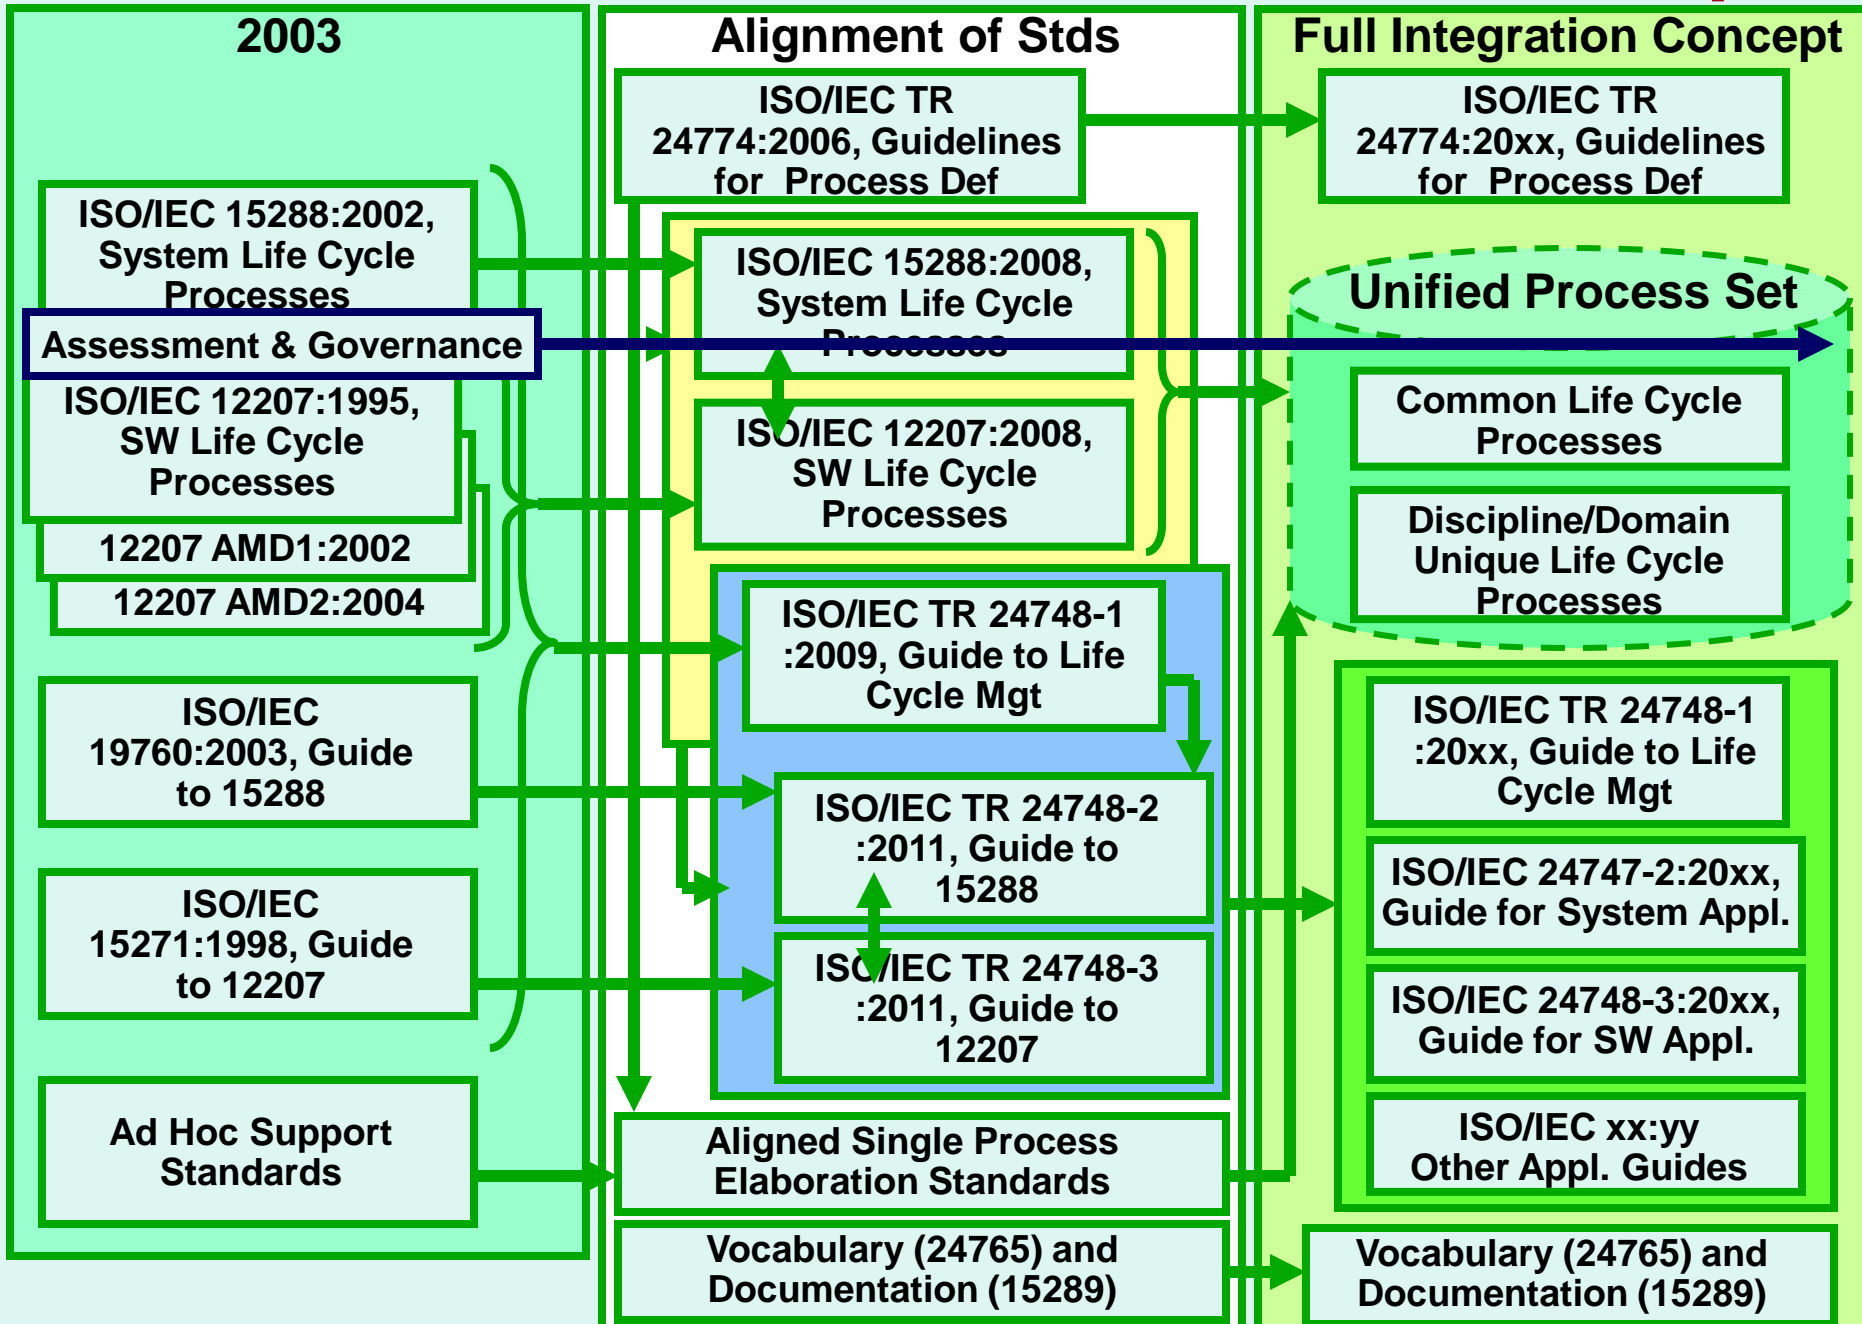 2003
ISO/IEC 15288:2002,
System Life Cycle
Processes
Assessment & Governance
ISO/IEC 12207:1995,
SW Life Cycle
Processes
12207 AMD1:2002
12207 AMD2:2004
ISO/IEC
19760:2003, Guide
to 15288
ISO/IEC
15271:1998, Guide
to 12207
Ad Hoc Support
Standards
Alignment of Stds
ISO/IEC TR
24774:2006, Guidelines
for Process Def
ISO/IEC 15288:2008,
System Life Cycle
Processes
ISO/IEC 12207:2008,
SW Life Cycle
Processes
ISO/IEC TR 24748-1
:2009, Guide to Life
Cycle Mgt
ISO/IEC TR 24748-2
:2011, Guide to
15288
ISO/IEC TR 24748-3
:2011, Guide to
12207
Aligned Single Process
Elaboration Standards
Vocabulary (24765) and
Documentation (15289)
Full Integration Concept
ISO/IEC TR
24774:20xx, Guidelines
for Process Def
Unified Process Set
Common Life Cycle
Processes
Discipline/Domain
Unique Life Cycle
Processes
ISO/IEC TR 24748-1
:20xx, Guide to Life
Cycle Mgt
ISO/IEC 24747-2:20xx,
Guide for System Appl.
ISO/IEC 24748-3:20xx,
Guide for SW Appl.
ISO/IEC xx:yy
Other Appl. Guides
Vocabulary (24765) and
Documentation (15289)